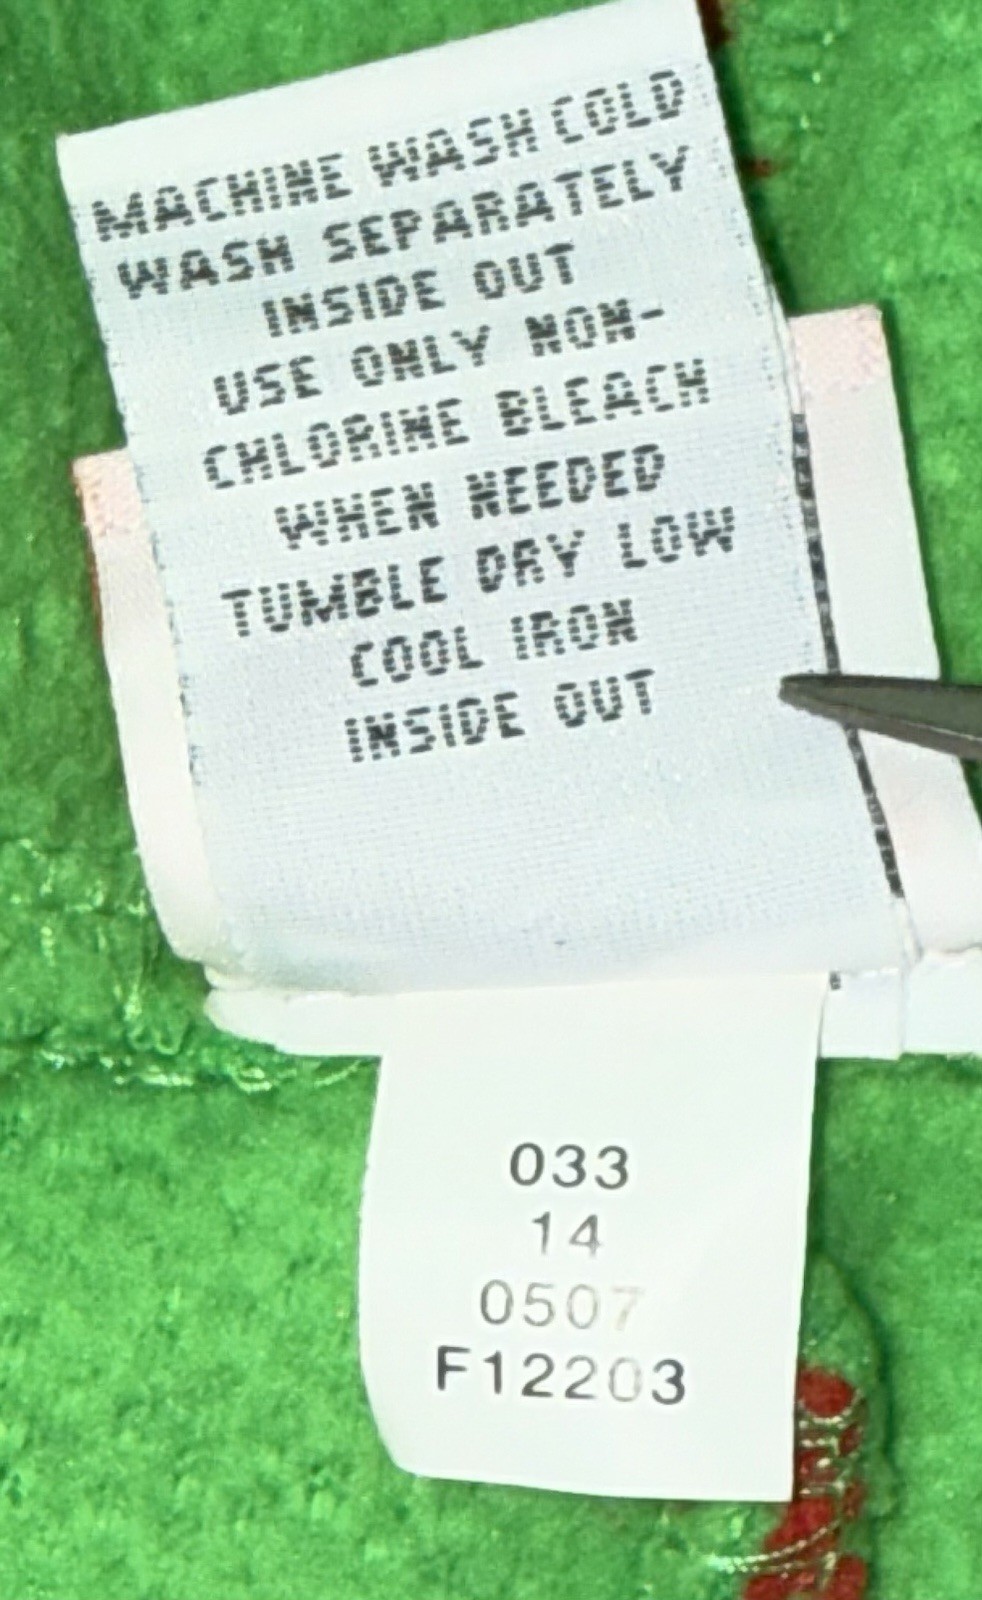 MACHINE WASH COLD
WASH SEPARATELY
INSIDE OUT
USE ONLY NON-
CHLORINE BLEACH
WHEN NEEDED
TUMBLE DRY LOW
COOL IRON
INSIDE OUT
033
14
0507
F12203